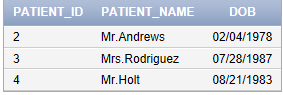 PATIENT_ID PATIENT_NAME DOB
2 Mr.Andrews 02/04/1978
3 Mrs.Rodriguez 07/28/1987
4 Mr.Holt 08/21/1983